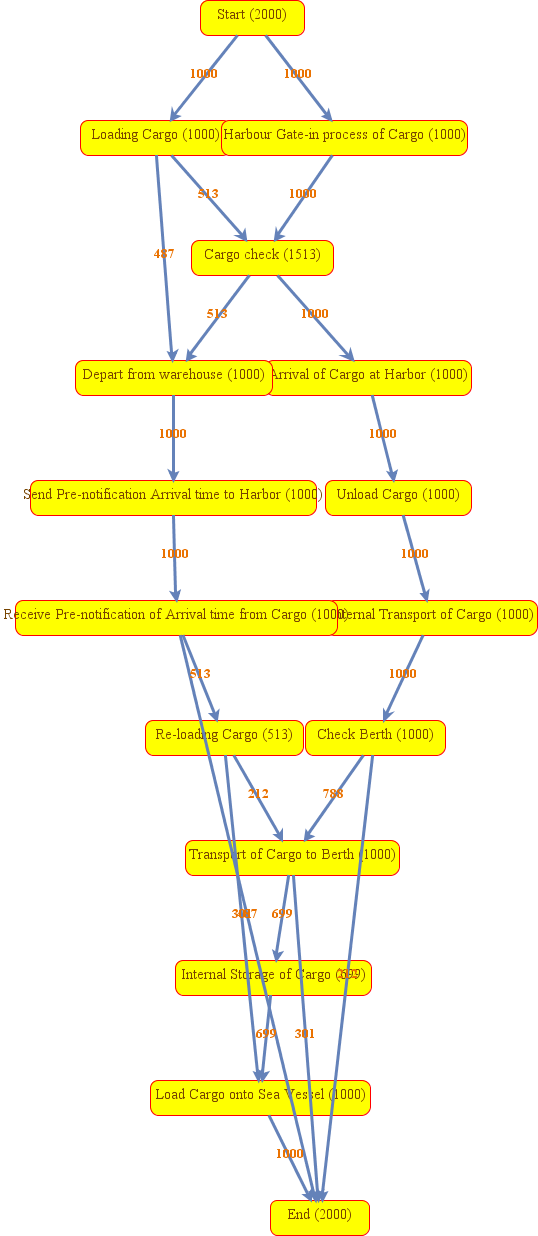 Start (2000)
1000
1000
Loading Cargo (1000)
Harbour Gate-in process of Cargo (1000)
513
1000
487
Cargo check (1513)
513
1000
Depart from warehouse (1000)
Arrival of Cargo at Harbor (1000)
1000
1000
Send Pre-notification Arrival time to Harbor (1000)
Unload Cargo (1000)
1000
1000
Receive Pre-notification of Arrival time from Cargo (1000)
Transport of Cargo (1000)
513
1000
Re-loading Cargo (513)
Check Berth (1000)
212
788
Transport of Cargo to Berth (1000)
699
Internal Storage of Cargo (699)
699
301
Load Cargo onto Sea Vessel (1000)
1000
End (2000)